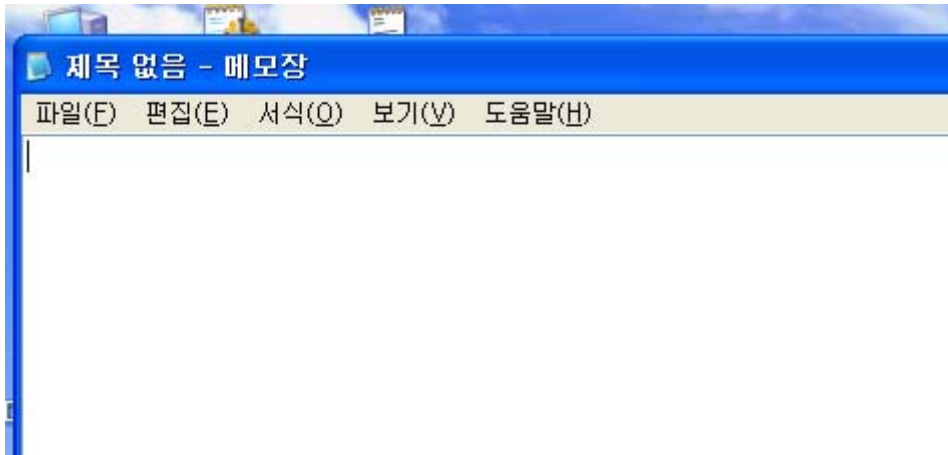 제목 없음 - 메모장
파일(F) 편집(E) 서식(O) 보기(V) 도움말(H)